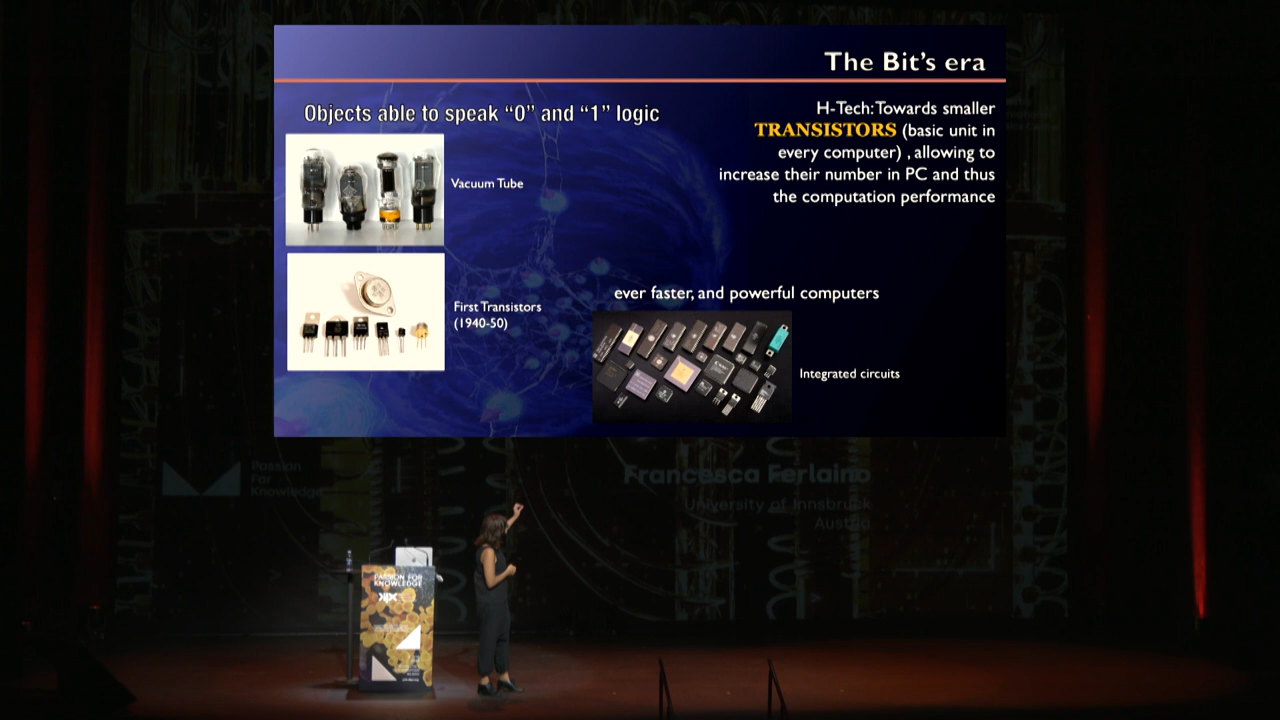 The Bit's era
Objects able to speak “0” and “1” logic
H-Tech: Towards smaller
TRANSISTORS (basic unit in
every computer) , allowing to
increase their number in PC and thus
the computation performance
Vacuum Tube
First Transistors
(1940-50)
ever faster, and powerful computers
Integrated circuits
Passion
For
Knowledge
Francesca Ferlaino
University of Innsbruck
Austria
PASSION FOR
KNOWLEDGE